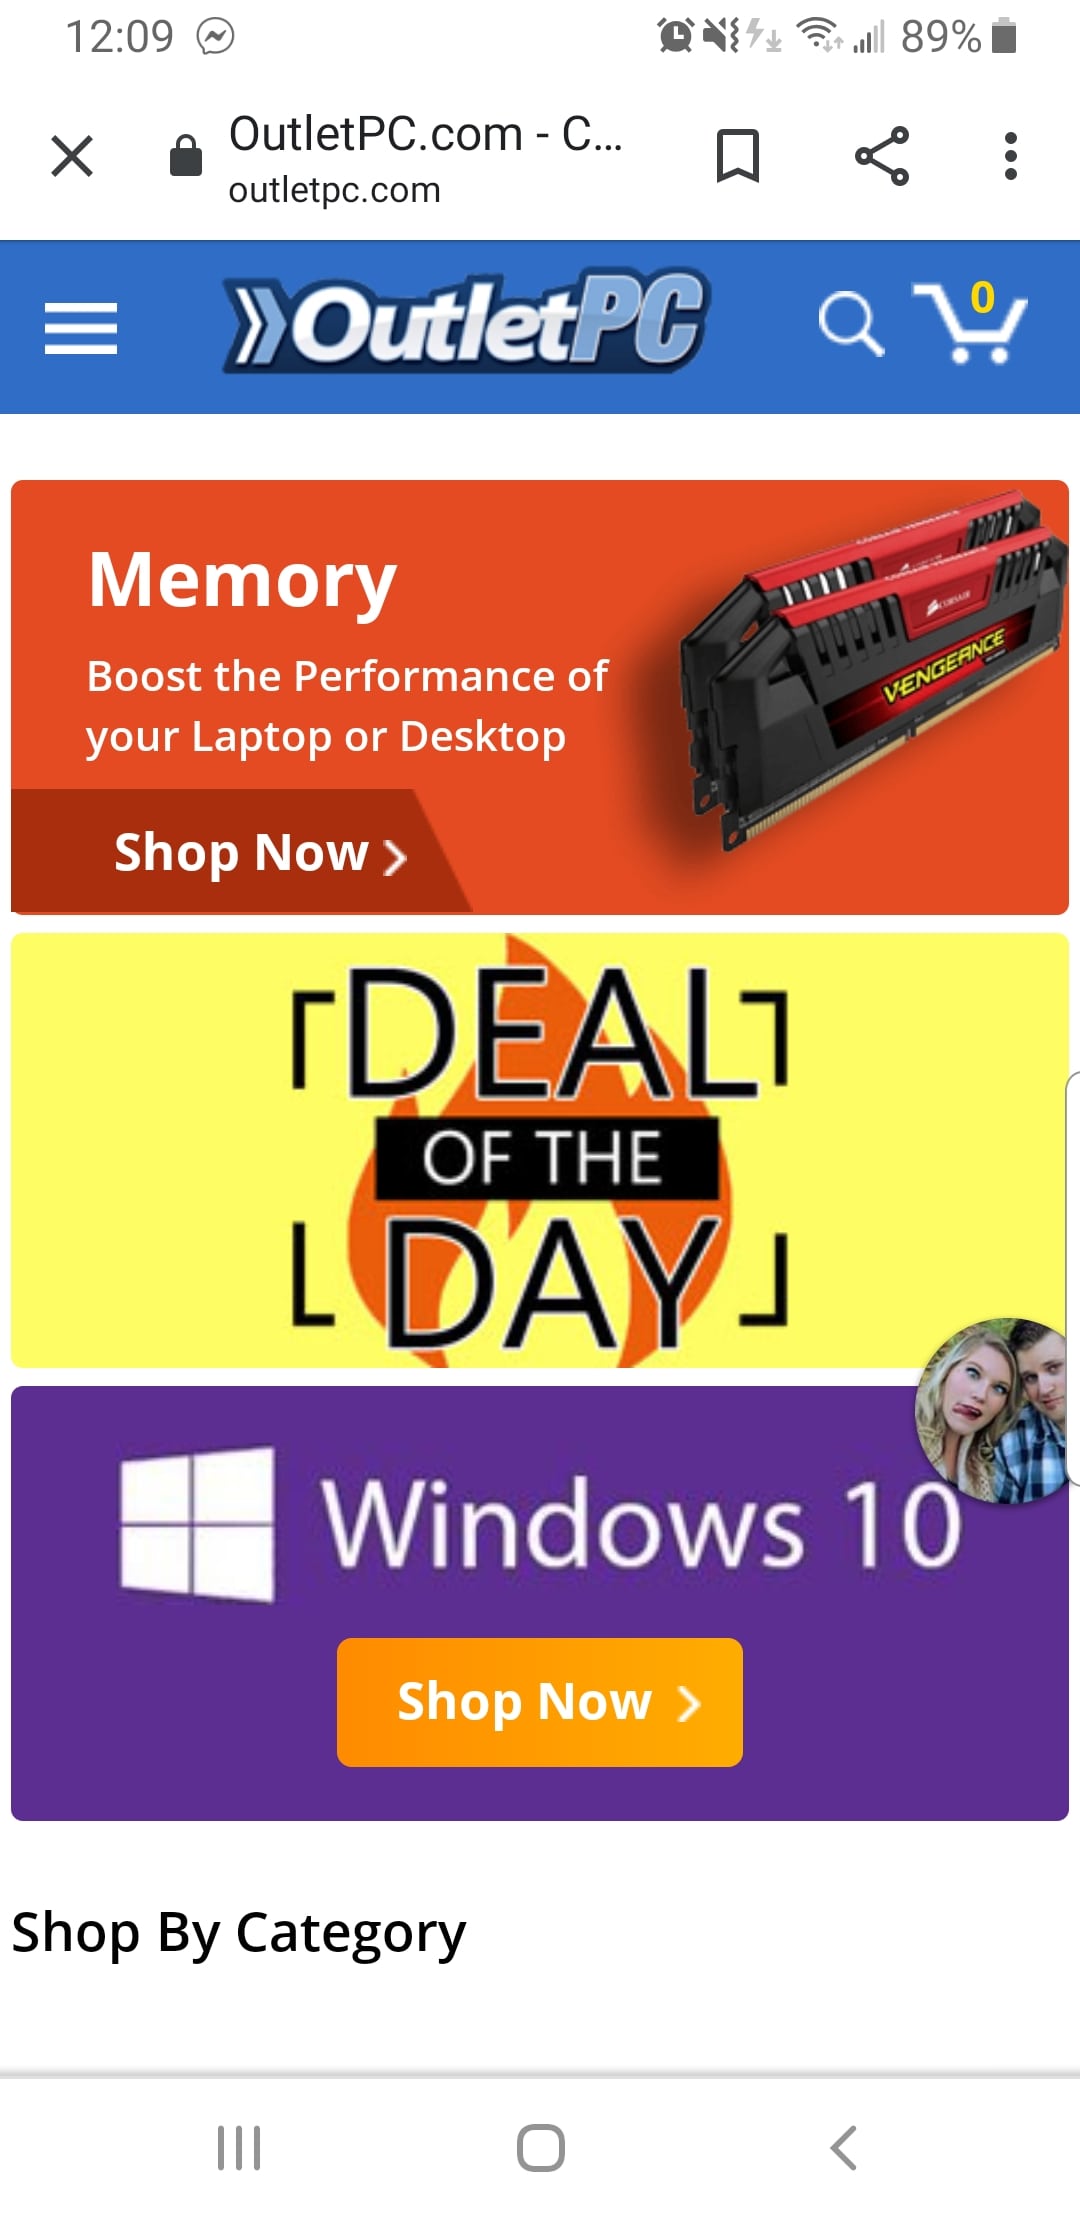 12:09
89%
OutletPC.com - C...
outletpc.com
OutletPC
0
Memory
Boost the Performance of
your Laptop or Desktop
CORSAIR
VENGEANCE
Shop Now
DEAL
OF THE
DAY
Windows 10
Shop Now
Shop By Category